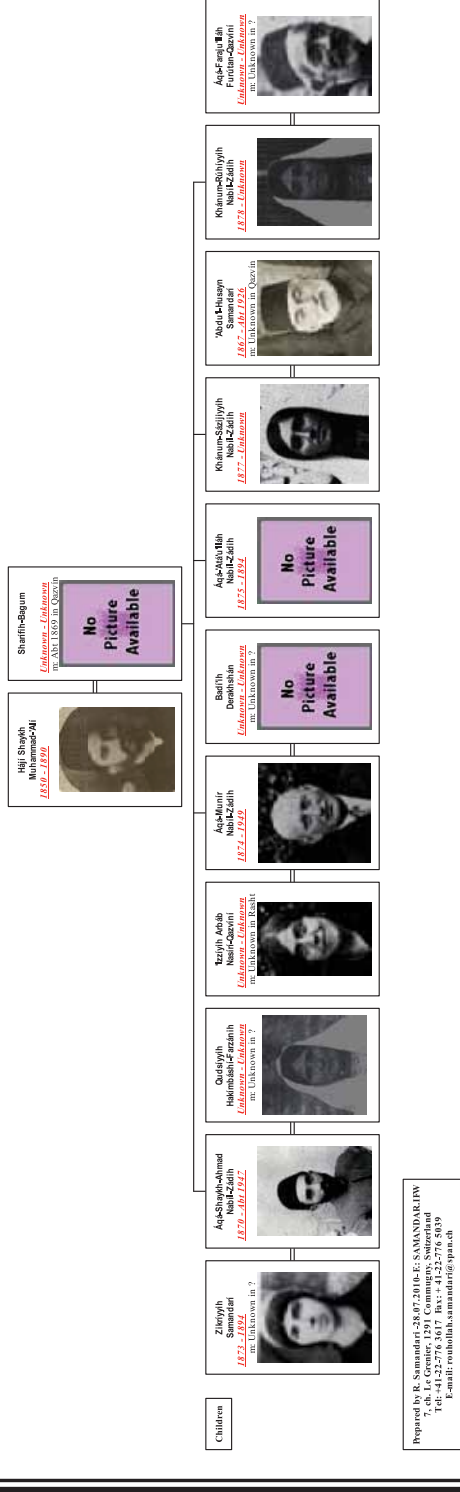 Hájí Shaykh
Muhammad-'Alí
1850 - 1890
Sharífih-Bagum
Unknown - Unknown
m: Abt 1869 in Qazvín
No
Picture
Available
Children
Zikríyyih
Samandarí
1873 - 1894
m: Unknown in ?
Áqá-Shaykh-Ahmad
Nabíl-Zádih
1870 - Abt 1947
Qudsíyyih
Hakímbáshí-Farzánih
Unknown - Unknown
m: Unknown in ?
'Izzíyih Arbáb
Nasírí-Qazvíní
Unknown - Unknown
m: Unknown in Rasht
Áqá-Munír
Nabíl-Zádih
1874 - 1949
Badí'ih
Derakhshán
Unknown - Unknown
m: Unknown in ?
No
Picture
Available
Áqá-'Atá'u'lláh
Nabíl-Zádih
1875 - 1894
No
Picture
Available
Khánum-Sázijíyyih
Nabíl-Zádih
1877 - Unknown
'Abdu'l-Husayn
Samandarí
1867 - Abt 1926
m: Unknown in Qazvín
Khánum-Rúhíyyih
Nabíl-Zádih
1878 - Unknown
Áqá-Faraju'lláh
Furútan-Qazvíní
Unknown - Unknown
m: Unknown in ?
Prepared by R. Samandari -28.07.2010- E: SAMANDAR.FFW
7, ch. Le Grenier, 1291 Commugny, Switzerland
Tel: +41-22-776 3617 Fax: + 41-22-776 5039
E-mail: rouhollah.samandari@span.ch